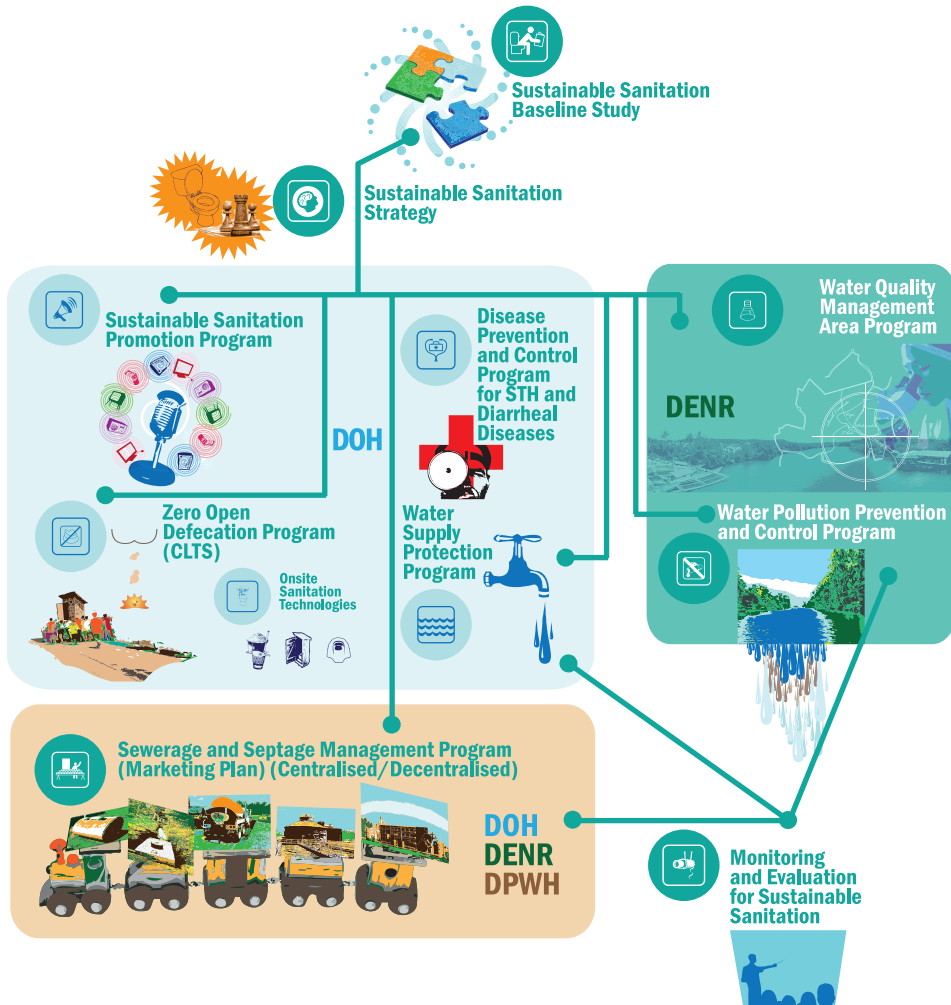 Sustainable Sanitation
Baseline Study
Sustainable Sanitation
Strategy
Sustainable Sanitation
Promotion Program
Disease
Prevention
and Control
Program
for STH and
Diarrheal
Diseases
DOH
Zero Open
Defecation Program
(CLTS)
Onsite
Sanitation
Technologies
Water
Supply
Protection
Program
Water Quality
Management
Area Program
DENR
Water Pollution Prevention
and Control Program
Sewerage and Septage Management Program
(Marketing Plan) (Centralised/Decentralised)
DOH
DENR
DPWH
Monitoring
and Evaluation
for Sustainable
Sanitation